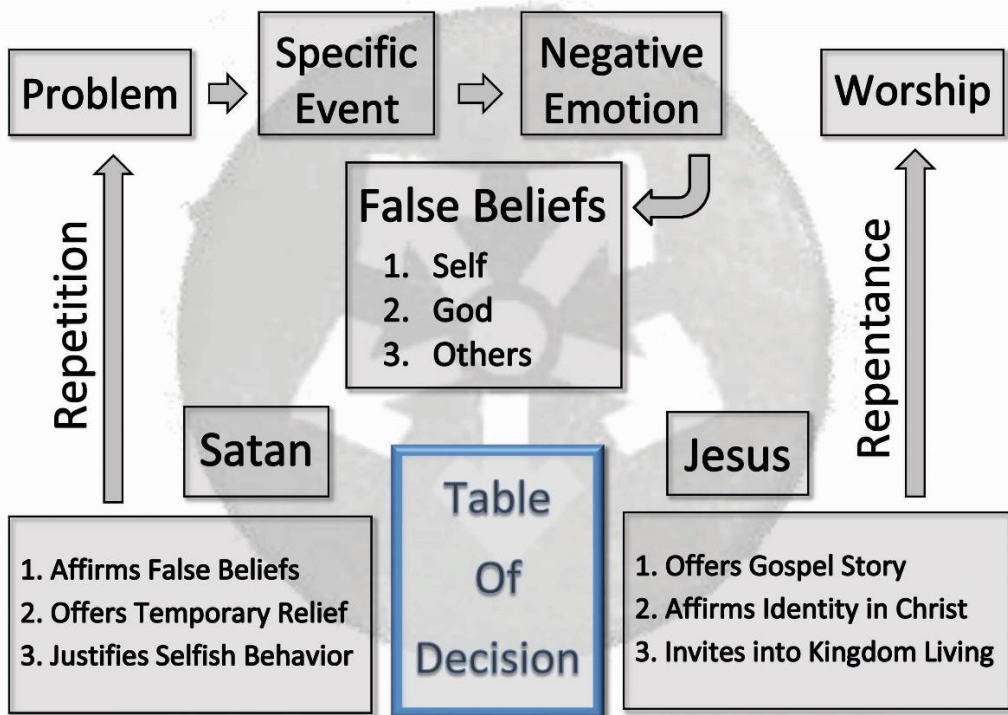 Problem
Specific
Event
Negative
Emotion
Worship
False Beliefs
1. Self
2. God
3. Others
Repetition
Repentance
Satan
Jesus
1. Affirms False Beliefs
2. Offers Temporary Relief
3. Justifies Selfish Behavior
Table
Of
Decision
1. Offers Gospel Story
2. Affirms Identity in Christ
3. Invites into Kingdom Living